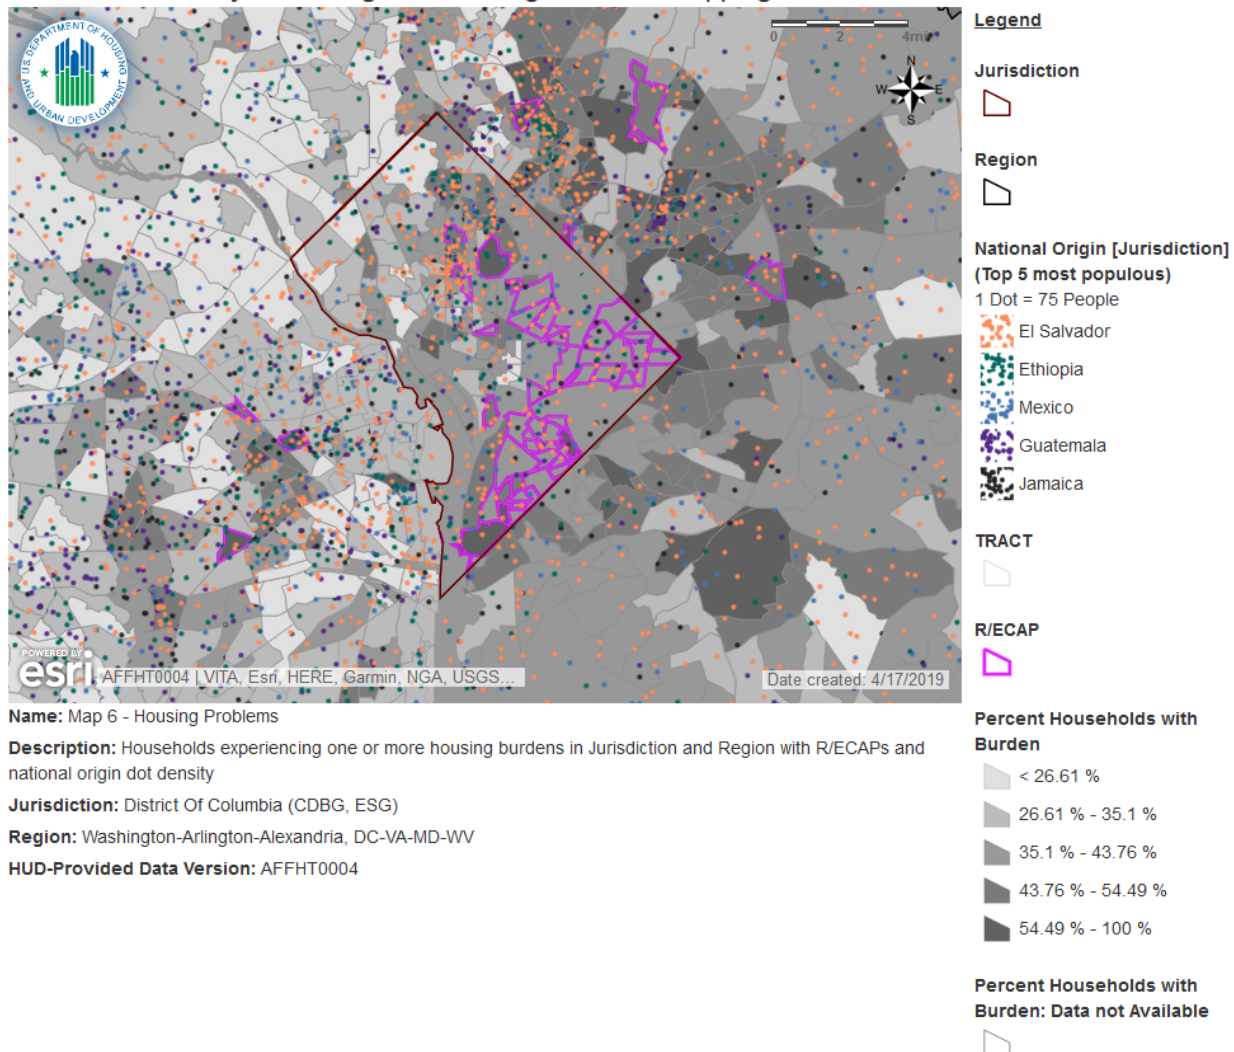 U.S. DEPARTMENT OF HOUSING
AND URBAN DEVELOPMENT
0 2 4mi
N
W E
S
POWERED BY
esri
AFFHT0004 | VITA, Esri, HERE, Garmin, NGA, USGS...
Date created: 4/17/2019
Name: Map 6 - Housing Problems
Description: Households experiencing one or more housing burdens in Jurisdiction and Region with R/ECAPs and
national origin dot density
Jurisdiction: District Of Columbia (CDBG, ESG)
Region: Washington-Arlington-Alexandria, DC-VA-MD-WV
HUD-Provided Data Version: AFFHT0004
Legend
Jurisdiction
Region
National Origin [Jurisdiction]
(Top 5 most populous)
1 Dot = 75 People
El Salvador
Ethiopia
Mexico
Guatemala
Jamaica
TRACT
R/ECAP
Percent Households with
Burden
< 26.61 %
26.61 % - 35.1 %
35.1 % - 43.76 %
43.76 % - 54.49 %
54.49 % - 100 %
Percent Households with
Burden: Data not Available